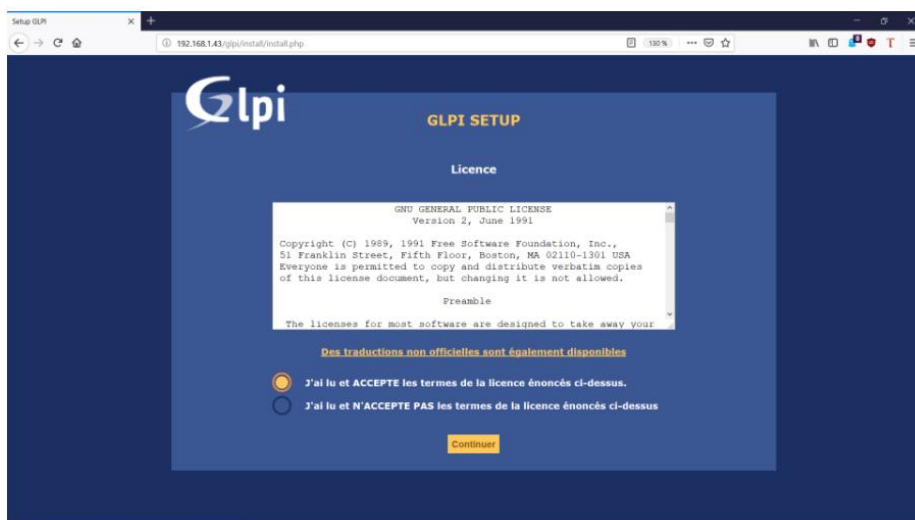 Setup GLPI
192.168.1.43/glpi/install/install.php
130 %
Glpi
GLPI SETUP
Licence
GNU GENERAL PUBLIC LICENSE
Version 2, June 1991
Copyright (C) 1989, 1991 Free Software Foundation, Inc.,
51 Franklin Street, Fifth Floor, Boston, MA 02110-1301 USA
Everyone is permitted to copy and distribute verbatim copies
of this license document, but changing it is not allowed.
Preamble
The licenses for most software are designed to take away your
Des traductions non officielles sont également disponibles
J'ai lu et ACCEPTE les termes de la licence énoncés ci-dessus.
J'ai lu et N'ACCEPTE PAS les termes de la licence énoncés ci-dessus
Continuer